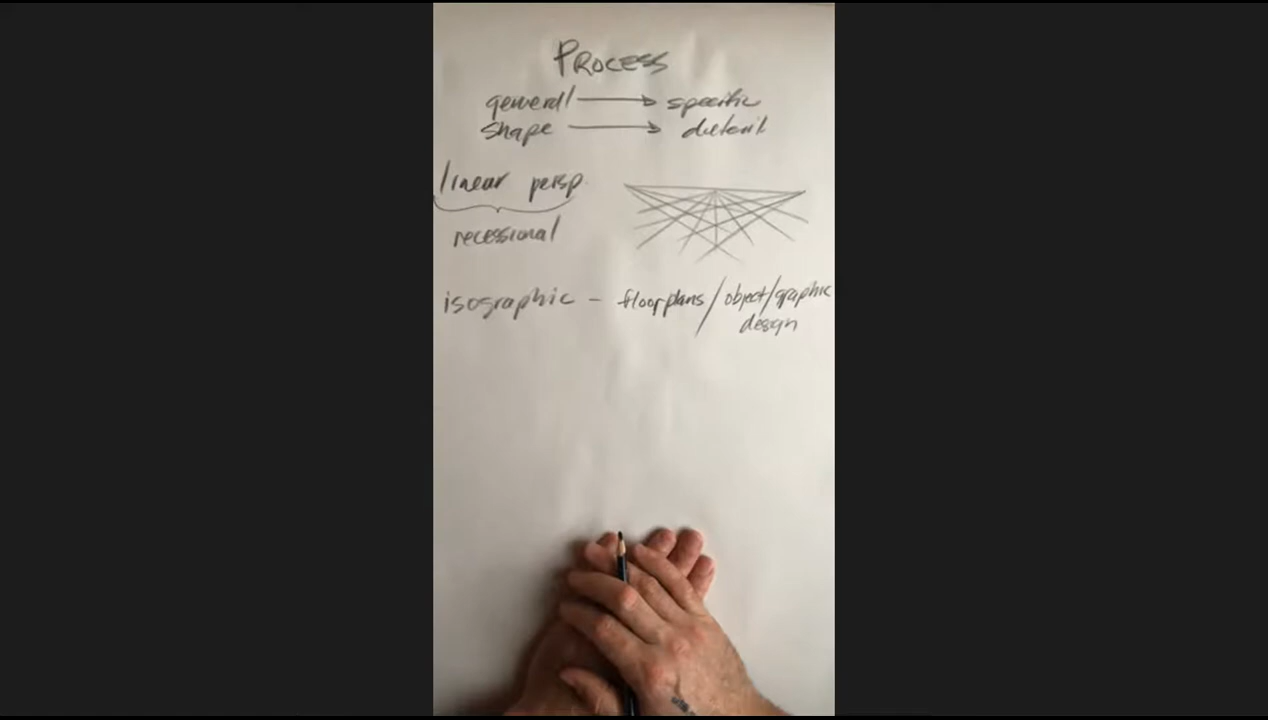 PROCESS
general → specific
shape → detail
linear persp.
recessional
isographic – floorplans / object/graphic
design